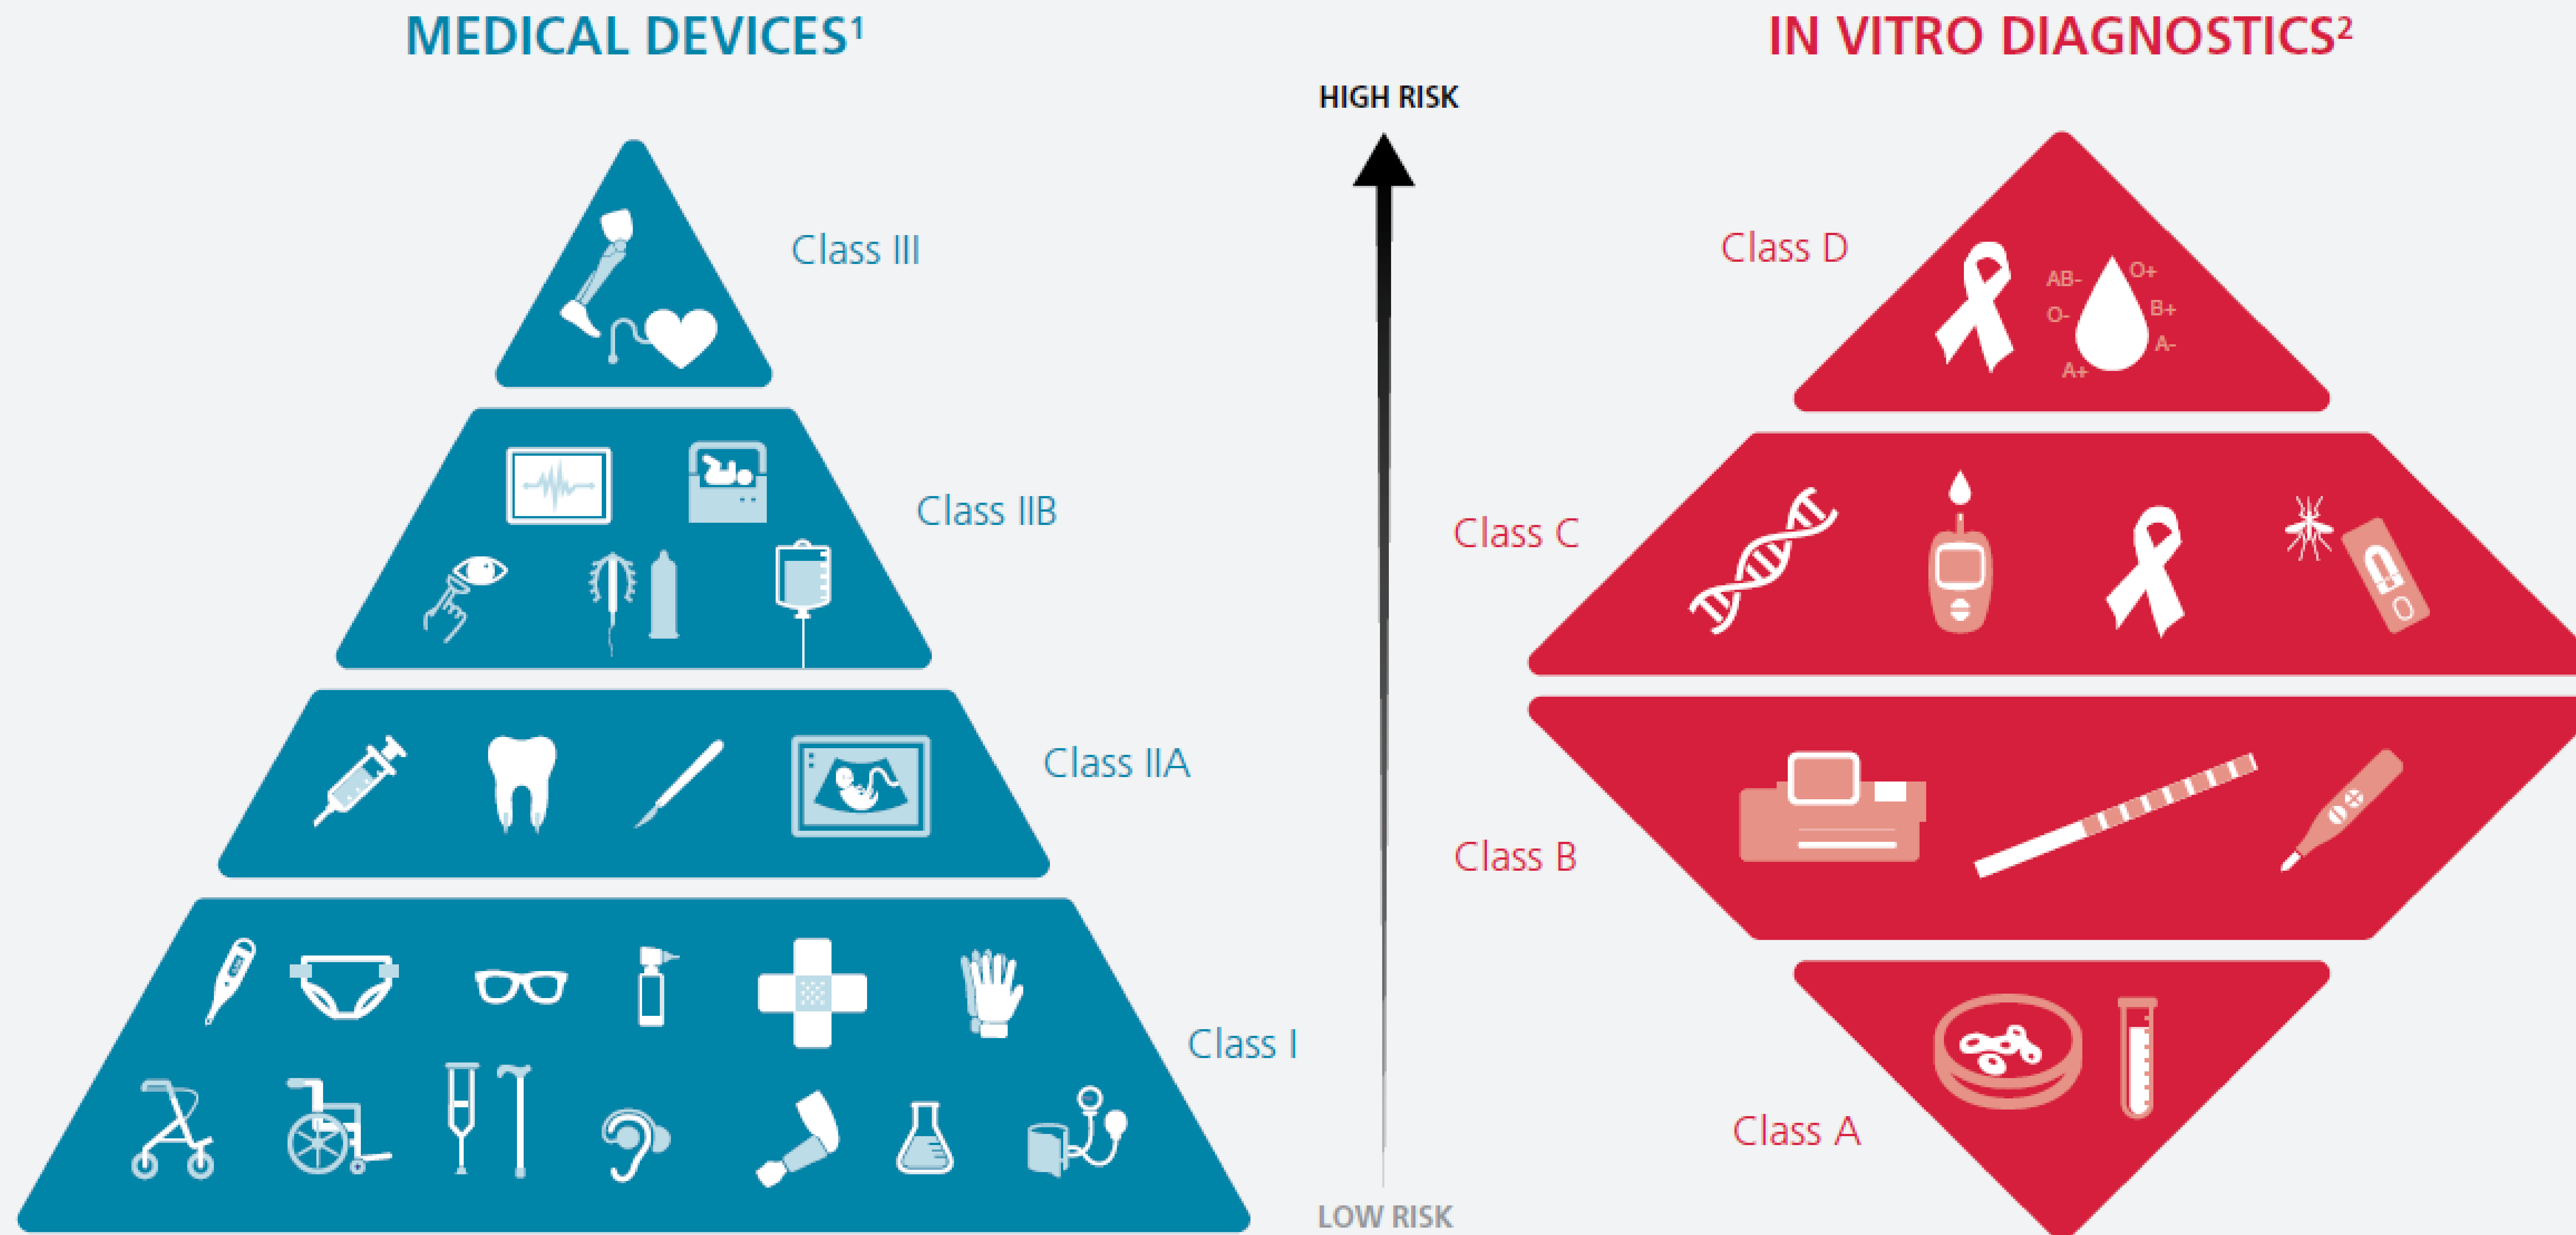 MEDICAL DEVICES¹
IN VITRO DIAGNOSTICS²
HIGH RISK
Class III
Class IIB
Class IIA
Class I
LOW RISK
Class D
AB-
O+
O-
B+
A-
A+
Class C
Class B
Class A